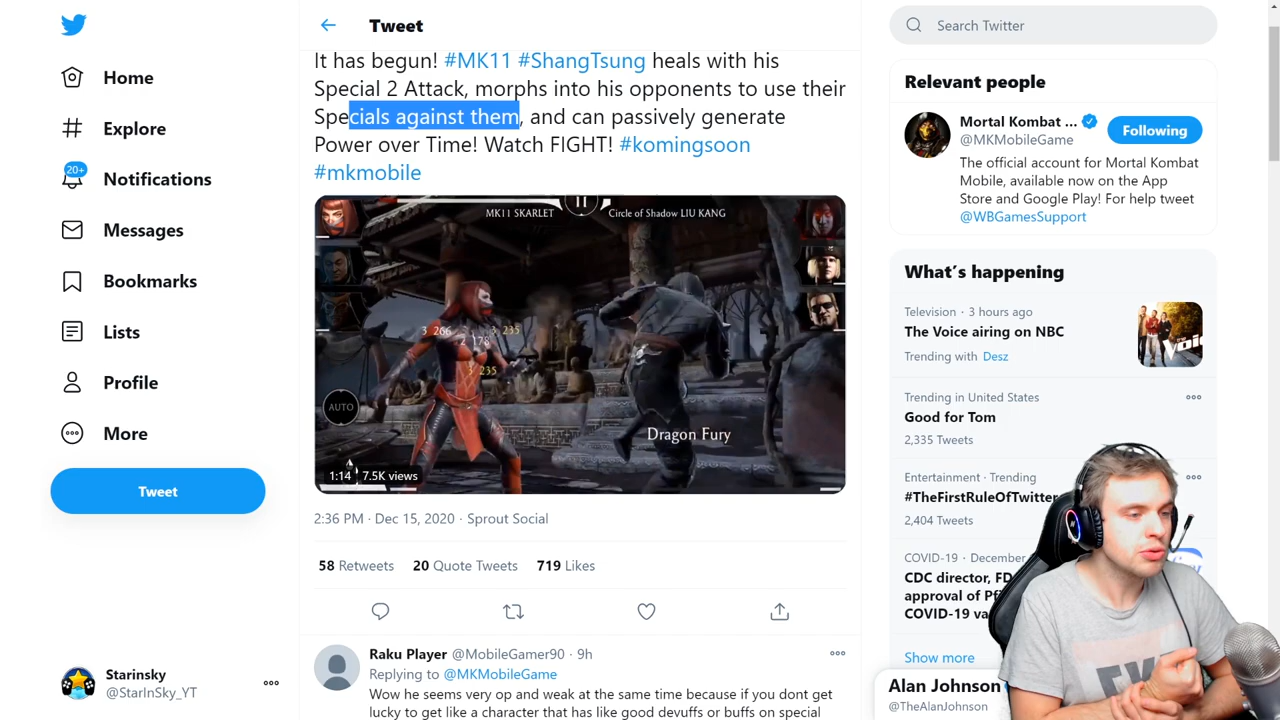 Home
Explore
20+
Notifications
Messages
Bookmarks
Lists
Profile
More
Tweet
Starinsky
@StarInSky_YT
Tweet
It has begun! #MK11 #ShangTsung heals with his
Special 2 Attack, morphs into his opponents to use their
Specials against them, and can passively generate
Power over Time! Watch FIGHT! #komingsoon
#mkmobile
MK11 SKARLET
Circle of Shadow LIU KANG
3 266
3 235
2 178
3 235
AUTO
Dragon Fury
1:14 7.5K views
2:36 PM · Dec 15, 2020 · Sprout Social
58 Retweets 20 Quote Tweets 719 Likes
Raku Player @MobileGamer90 · 9h
Replying to @MKMobileGame
Wow he seems very op and weak at the same time because if you dont get
lucky to get like a character that has like good devuffs or buffs on special
Search Twitter
Relevant people
Mortal Kombat ...
@MKMobileGame
Following
The official account for Mortal Kombat
Mobile, available now on the App
Store and Google Play! For help tweet
@WBGamesSupport
What's happening
Television · 3 hours ago
The Voice airing on NBC
Trending with Desz
Trending in United States
Good for Tom
2,335 Tweets
Entertainment · Trending
#TheFirstRuleOfTwitter
2,404 Tweets
COVID-19 · December
CDC director, FD
approval of Pf
COVID-19 va
Show more
Alan Johnson
@TheAlanJohnson